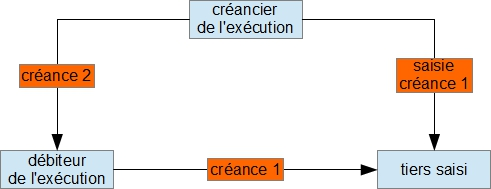 créancier
de l'exécution
créance 2
saisie
créance 1
débiteur
de l'exécution
créance 1
tiers saisi